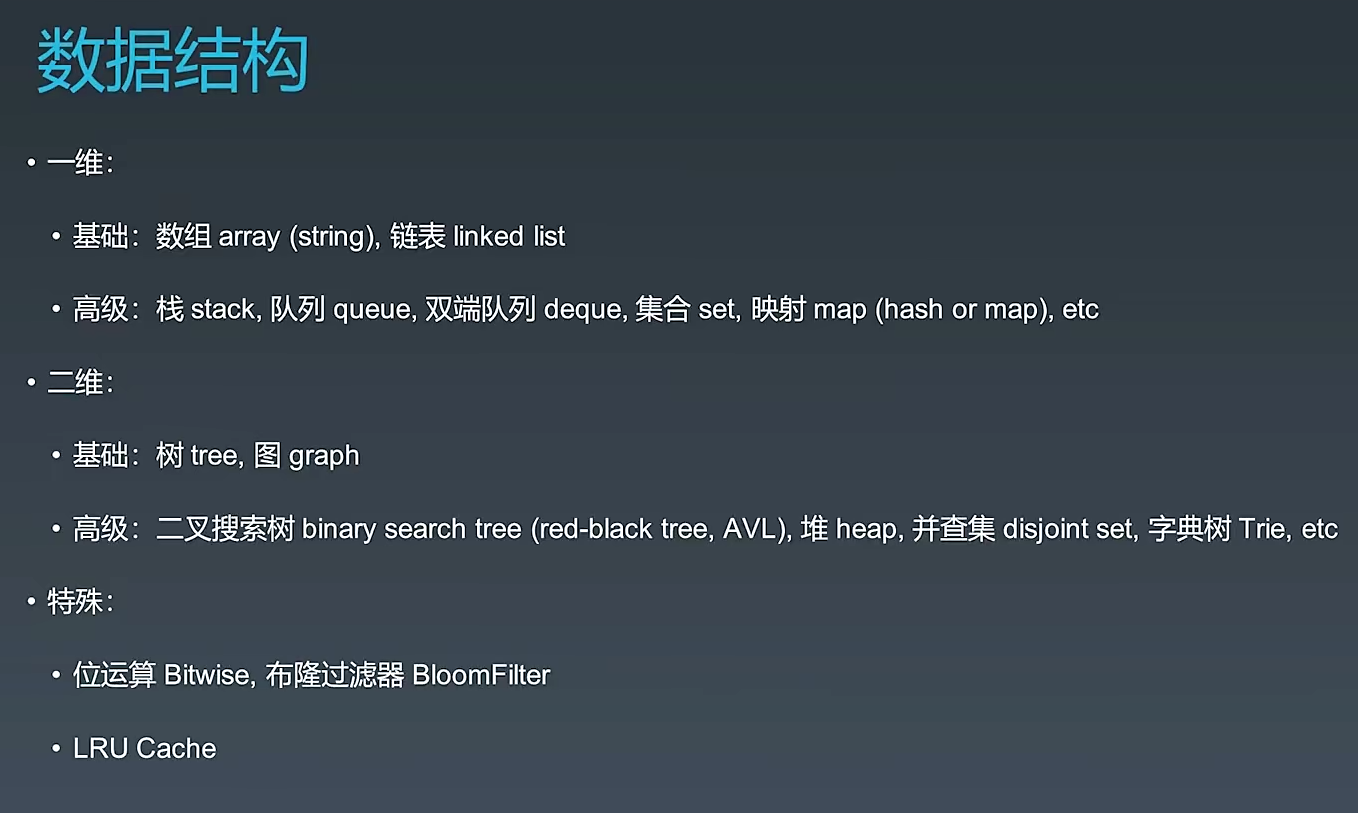 数据结构
• 一维：
• 基础：数组 array (string), 链表 linked list
• 高级：栈 stack, 队列 queue, 双端队列 deque, 集合 set, 映射 map (hash or map), etc
• 二维：
• 基础：树 tree, 图 graph
• 高级：二叉搜索树 binary search tree (red-black tree, AVL), 堆 heap, 并查集 disjoint set, 字典树 Trie, etc
• 特殊：
• 位运算 Bitwise, 布隆过滤器 BloomFilter
• LRU Cache